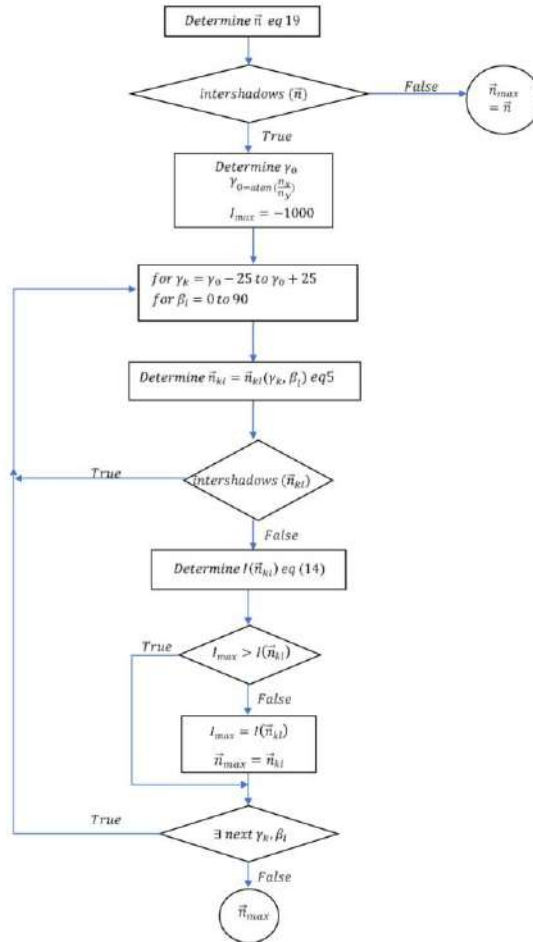 Determine n⃗ eq 19
intershadows (n⃗)
False
n⃗max
= n⃗
True
Determine γ₀
γ₀₌atan(nx/ny)
Imax = −1000
for γk = γ₀ − 25 to γ₀ + 25
for βl = 0 to 90
Determine n⃗kl = n⃗kl(γk, βl) eq5
True
intershadows (n⃗kl)
False
Determine I(n⃗kl) eq (14)
True
Imax > I(n⃗kl)
False
Imax = I(n⃗kl)
n⃗max = n⃗kl
True
∃ next γk, βl
False
n⃗max